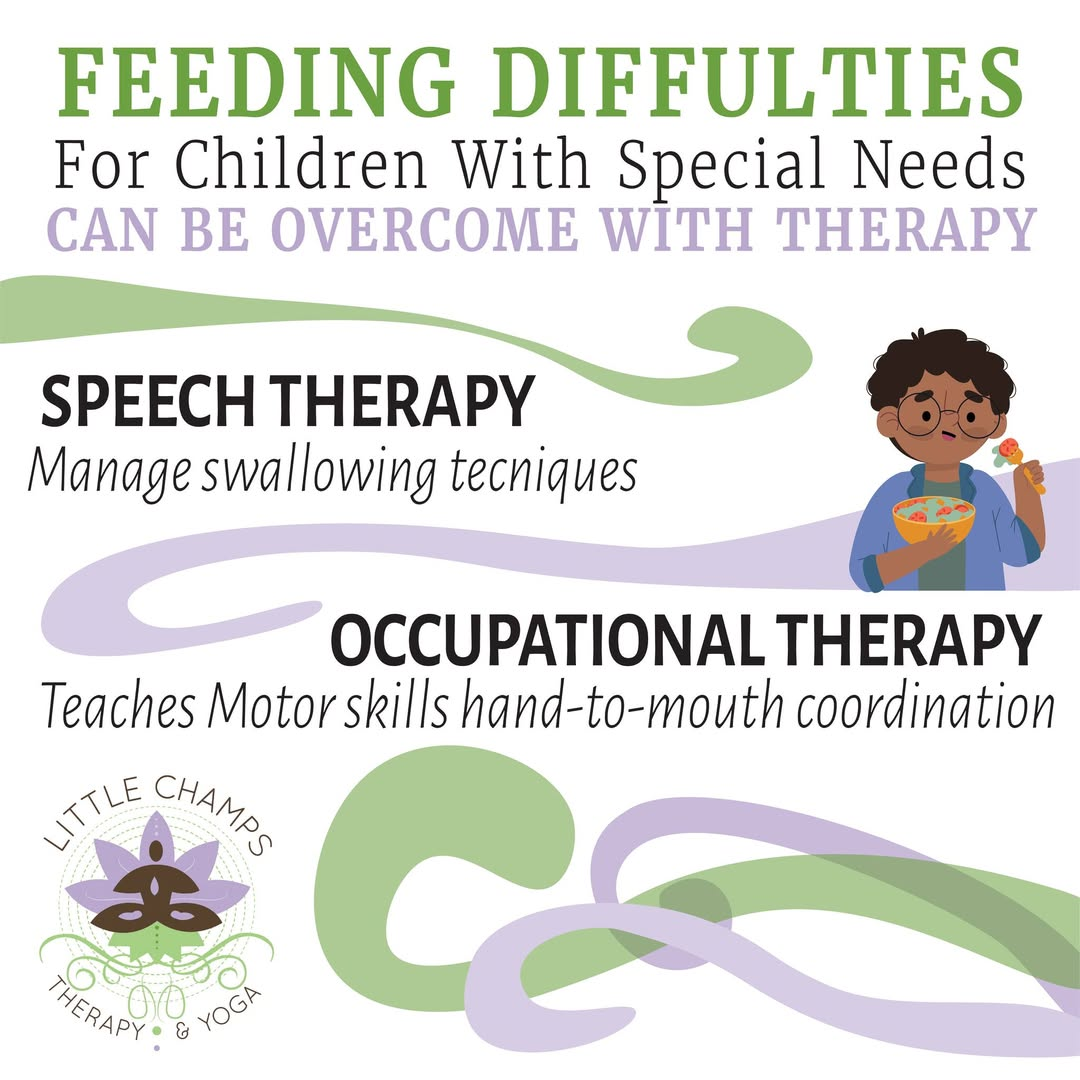 FEEDING DIFFULTIES
For Children With Special Needs
CAN BE OVERCOME WITH THERAPY
SPEECH THERAPY
Manage swallowing tecniques
OCCUPATIONAL THERAPY
Teaches Motor skills hand-to-mouth coordination
LITTLE CHAMPS
THERAPY & YOGA